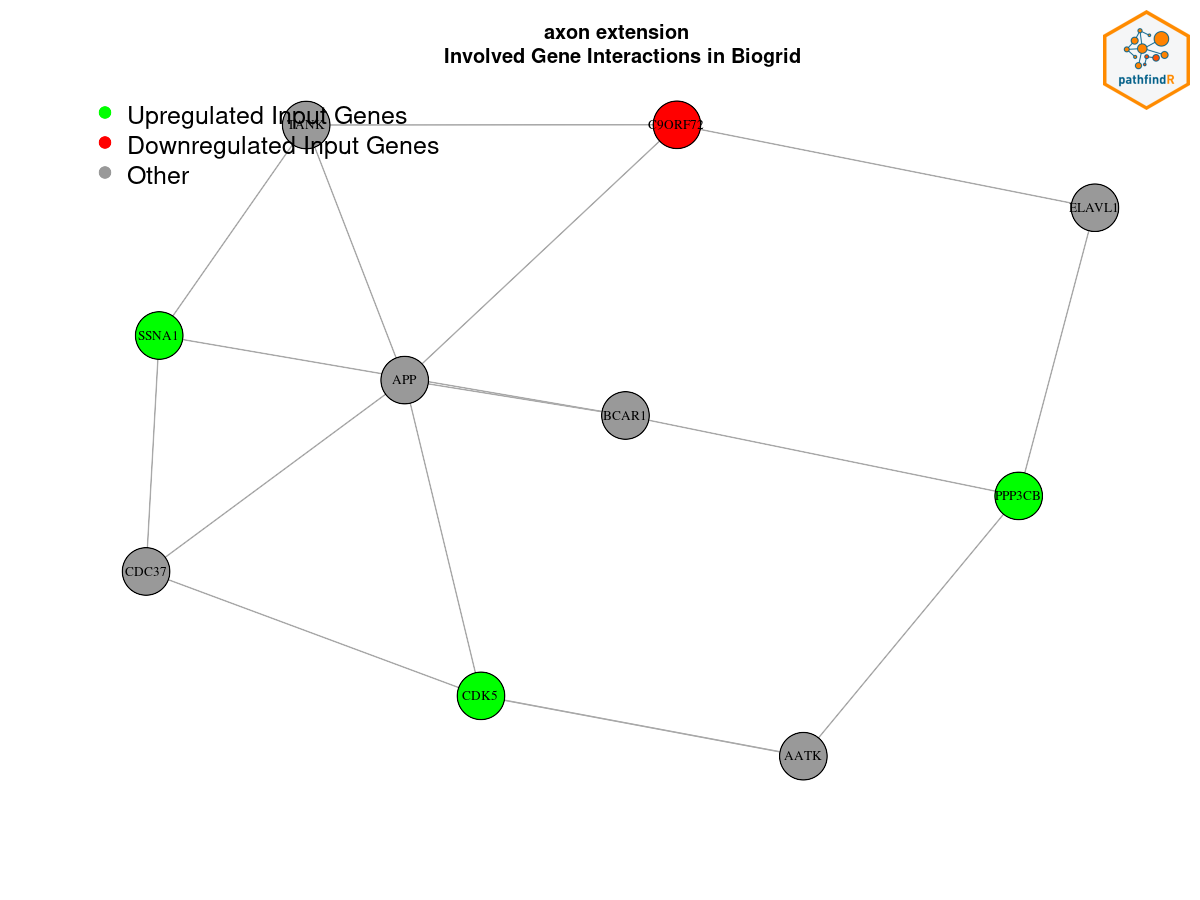 axon extension
Involved Gene Interactions in Biogrid
pathfindR
Upregulated Input Genes
Downregulated Input Genes
Other
TANK
C9ORF72
ELAVL1
SSNA1
APP
BCAR1
PPP3CB
CDC37
CDK5
AATK